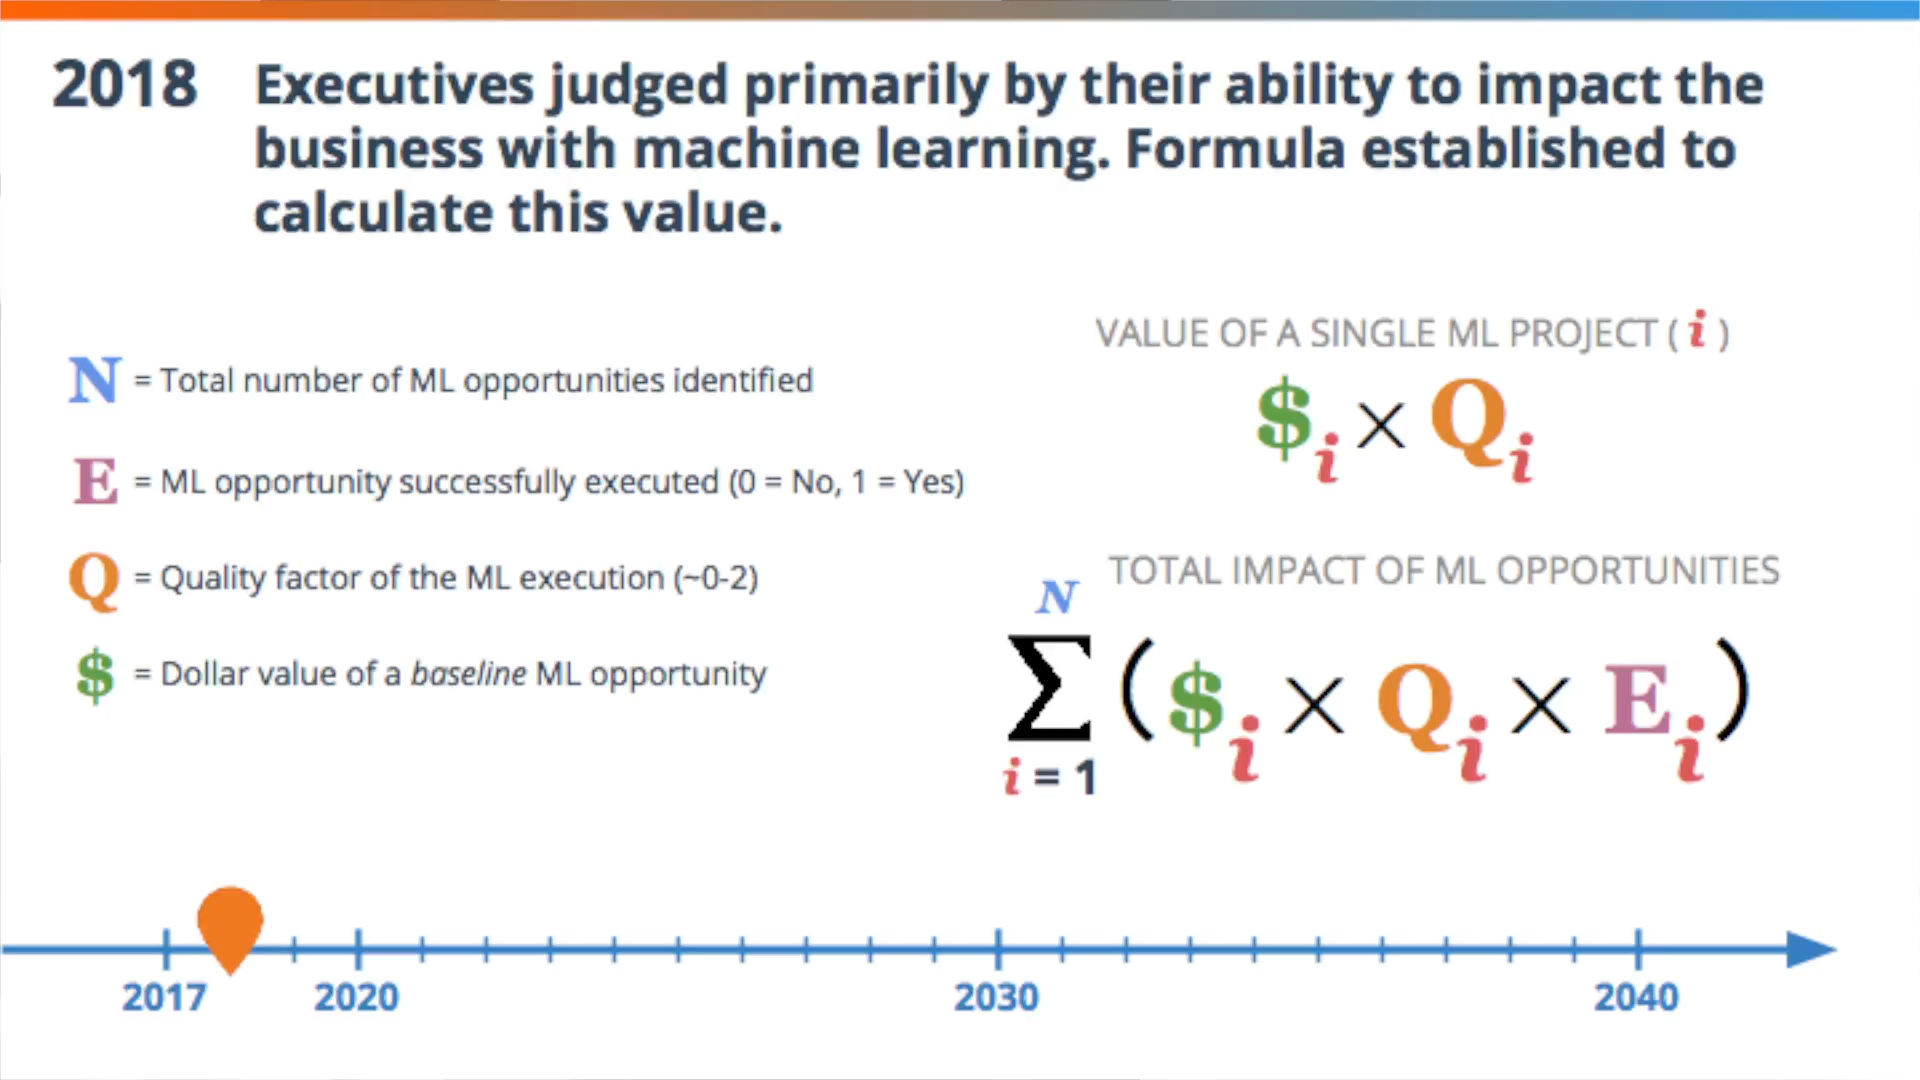 2018
Executives judged primarily by their ability to impact the
business with machine learning. Formula established to
calculate this value.
N = Total number of ML opportunities identified
E = ML opportunity successfully executed (0 = No, 1 = Yes)
Q = Quality factor of the ML execution (~0-2)
$ = Dollar value of a baseline ML opportunity
VALUE OF A SINGLE ML PROJECT ( i )
$i × Qi
TOTAL IMPACT OF ML OPPORTUNITIES
N
Σ ( $i × Qi × Ei )
i = 1
2017 2020 2030 2040